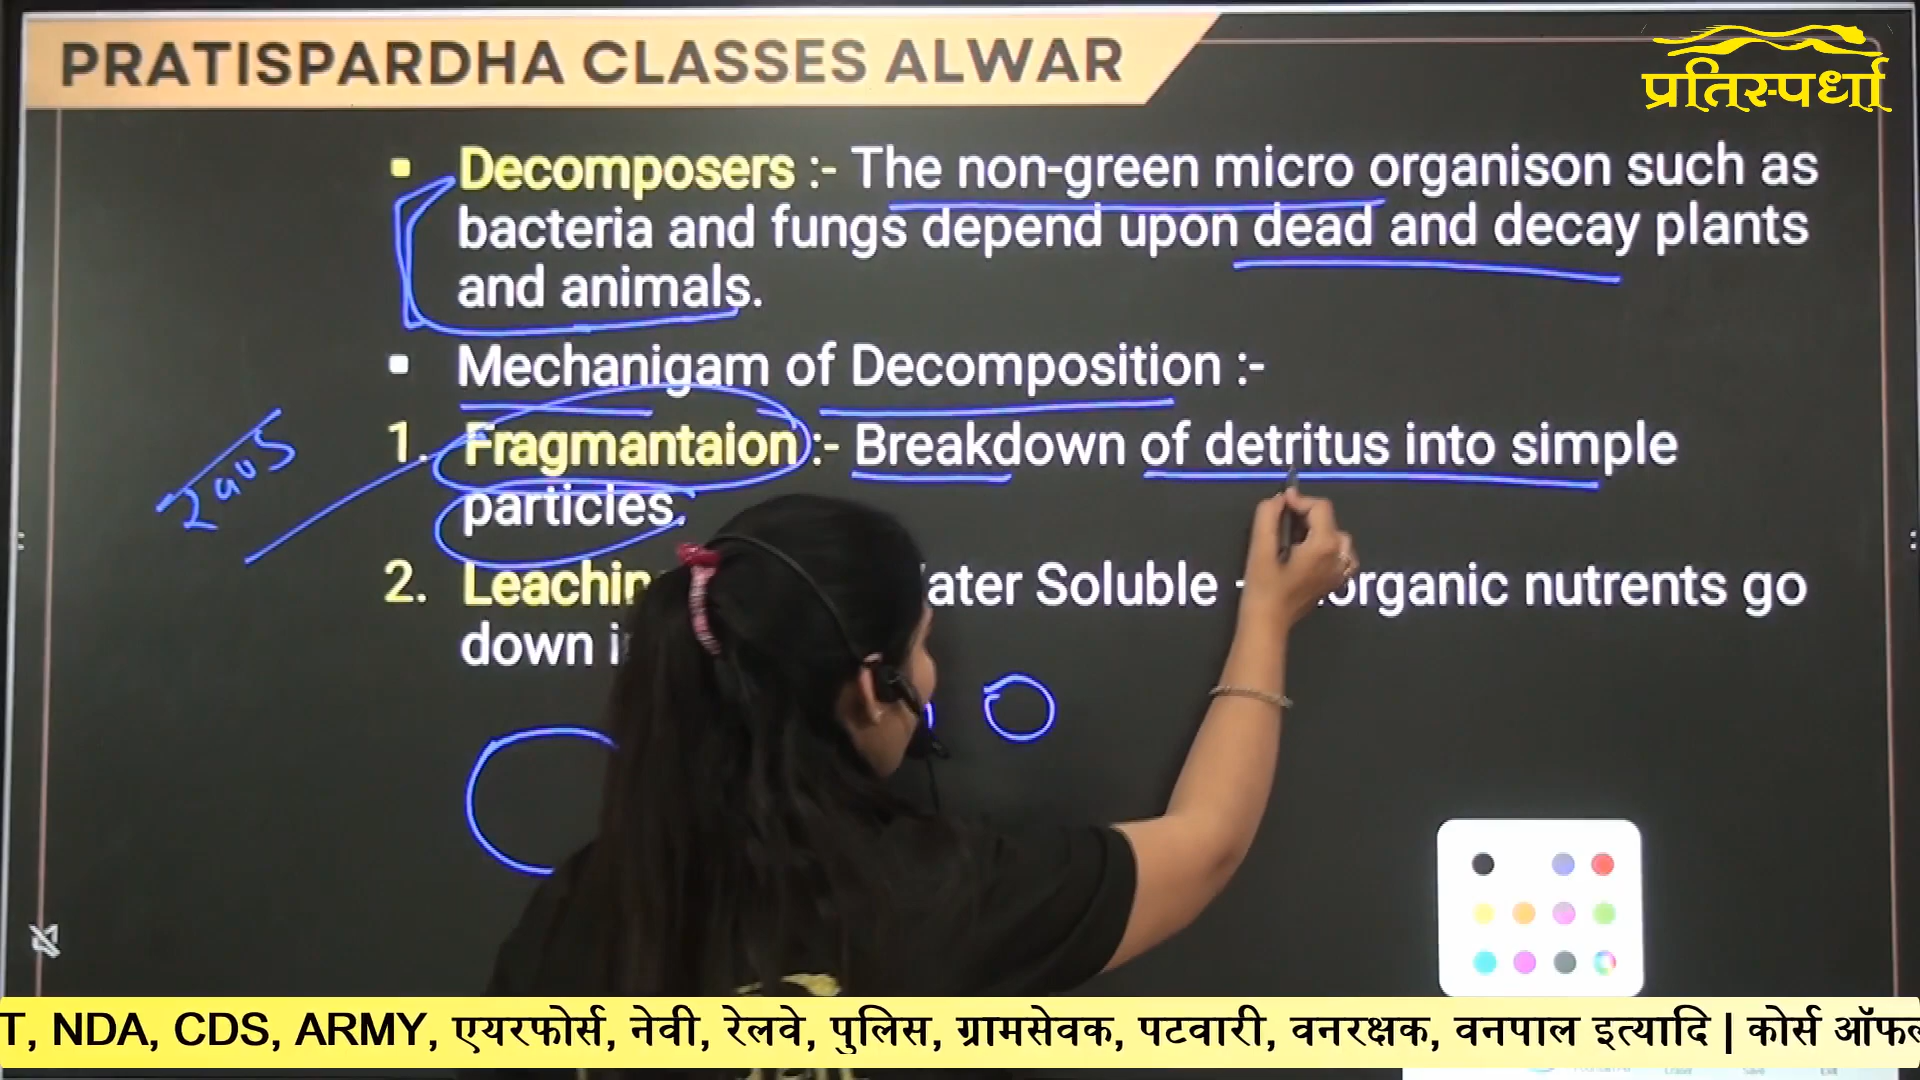 PRATISPARDHA CLASSES ALWAR
प्रतिस्पर्धा
Decomposers :- The non-green micro organison such as
bacteria and fungs depend upon dead and decay plants
and animals.
Mechanigam of Decomposition :-
1. Fragmantaion :- Breakdown of detritus into simple
particles.
2. Leachin ater Soluble organic nutrents go
down i
T, NDA, CDS, ARMY, एयरफोर्स, नेवी, रेलवे, पुलिस, ग्रामसेवक, पटवारी, वनरक्षक, वनपाल इत्यादि | कोर्स ऑफल